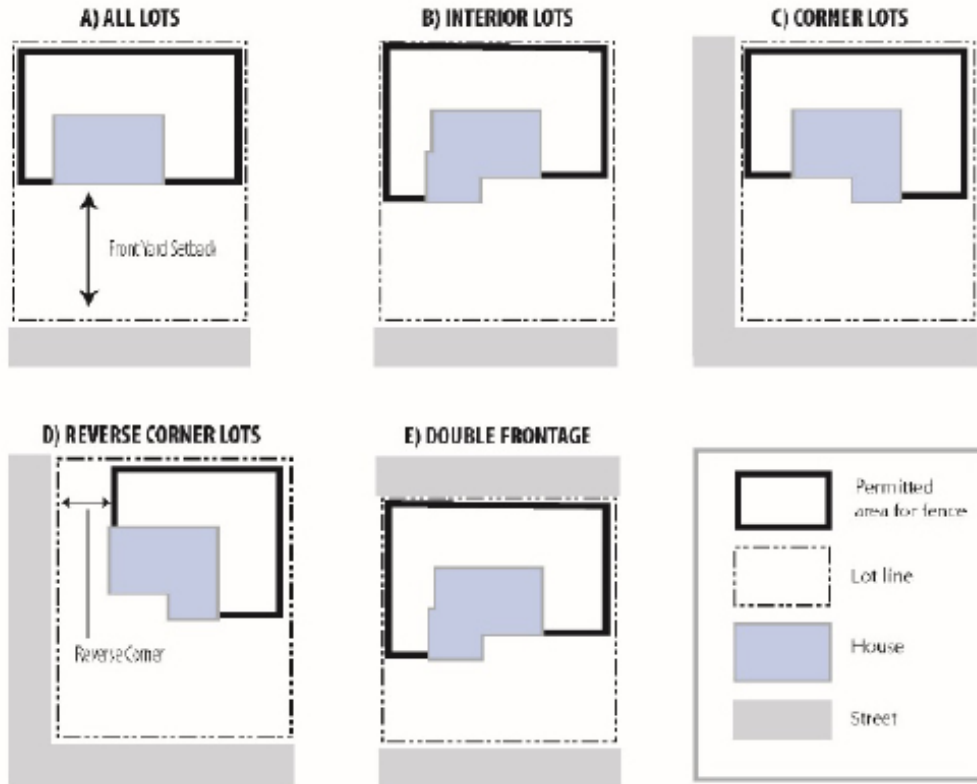 A) ALL LOTS
B) INTERIOR LOTS
C) CORNER LOTS
Front Yard Setback
D) REVERSE CORNER LOTS
E) DOUBLE FRONTAGE
Reverse Corner
Permitted
area for fence
Lot line
House
Street